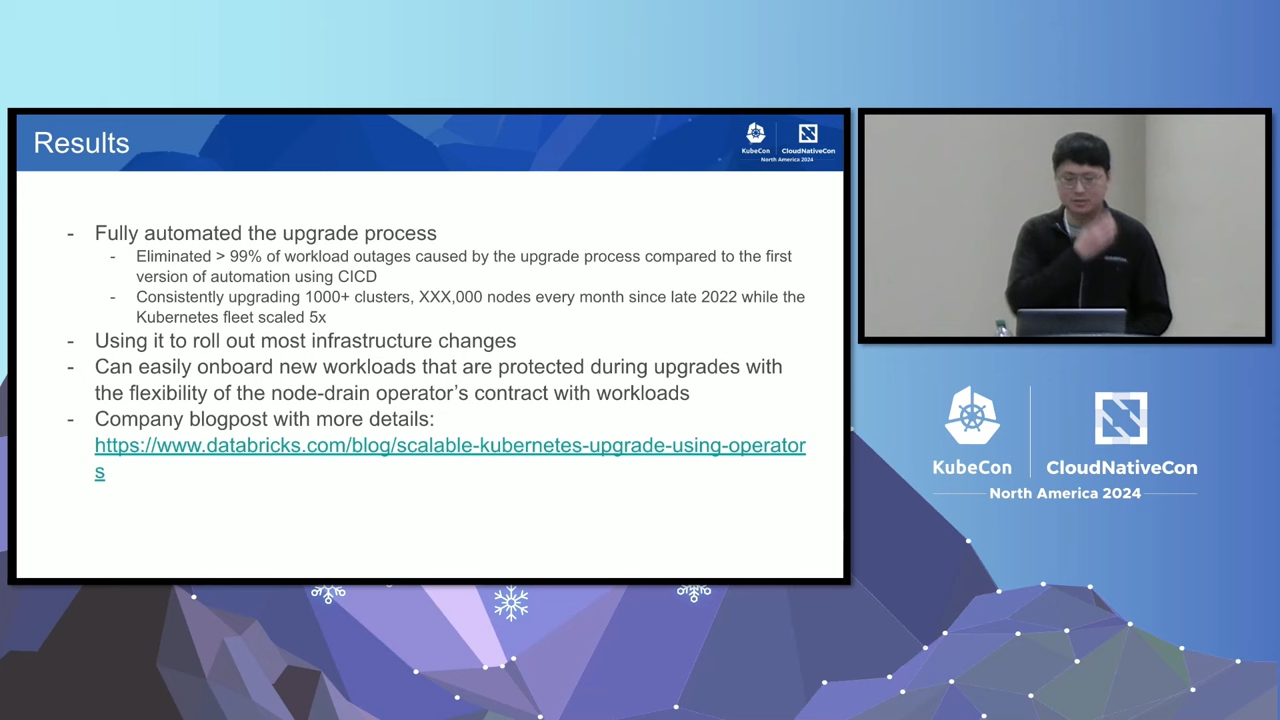 Results
KubeCon
CloudNativeCon
North America 2024
- Fully automated the upgrade process
- Eliminated > 99% of workload outages caused by the upgrade process compared to the first
version of automation using CICD
- Consistently upgrading 1000+ clusters, XXX,000 nodes every month since late 2022 while the
Kubernetes fleet scaled 5x
- Using it to roll out most infrastructure changes
- Can easily onboard new workloads that are protected during upgrades with
the flexibility of the node-drain operator’s contract with workloads
- Company blogpost with more details:
https://www.databricks.com/blog/scalable-kubernetes-upgrade-using-operator
s
KubeCon
CloudNativeCon
North America 2024